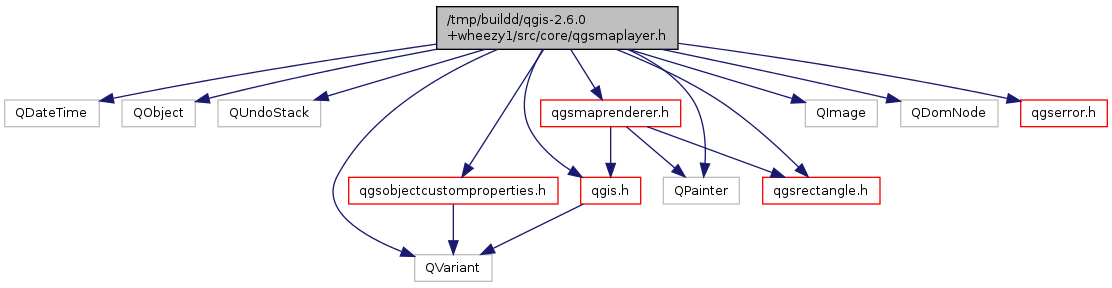 /tmp/buildd/qgis-2.6.0
+wheezy1/src/core/qgsmaplayer.h
QDateTime
QObject
QUndoStack
qgsmaprenderer.h
QImage
QDomNode
qgserror.h
qgsobjectcustomproperties.h
qgis.h
QPainter
qgsrectangle.h
QVariant